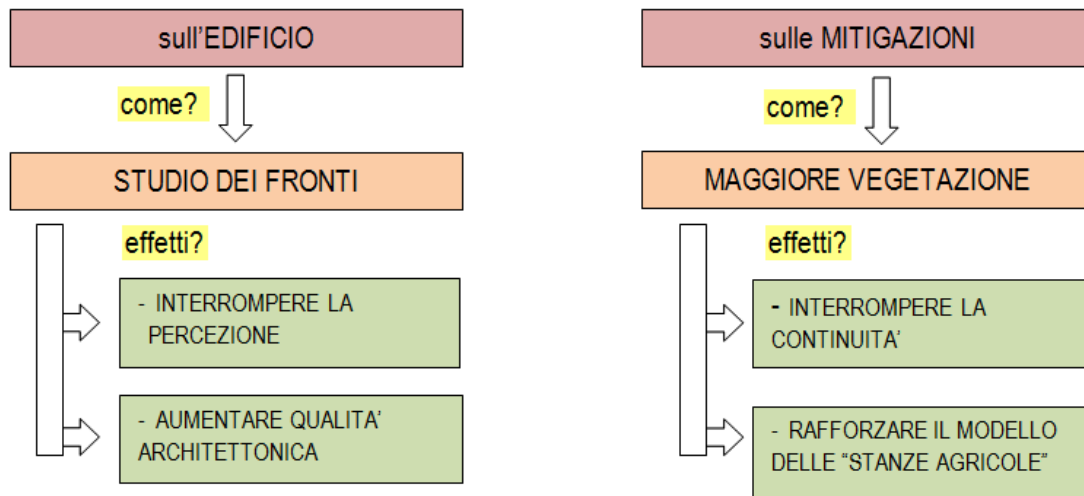 sull'EDIFICIO
come?
STUDIO DEI FRONTI
effetti?
- INTERROMPERE LA
PERCEZIONE
- AUMENTARE QUALITA'
ARCHITETTONICA
sulle MITIGAZIONI
come?
MAGGIORE VEGETAZIONE
effetti?
- INTERROMPERE LA
CONTINUITA'
- RAFFORZARE IL MODELLO
DELLE “STANZE AGRICOLE”